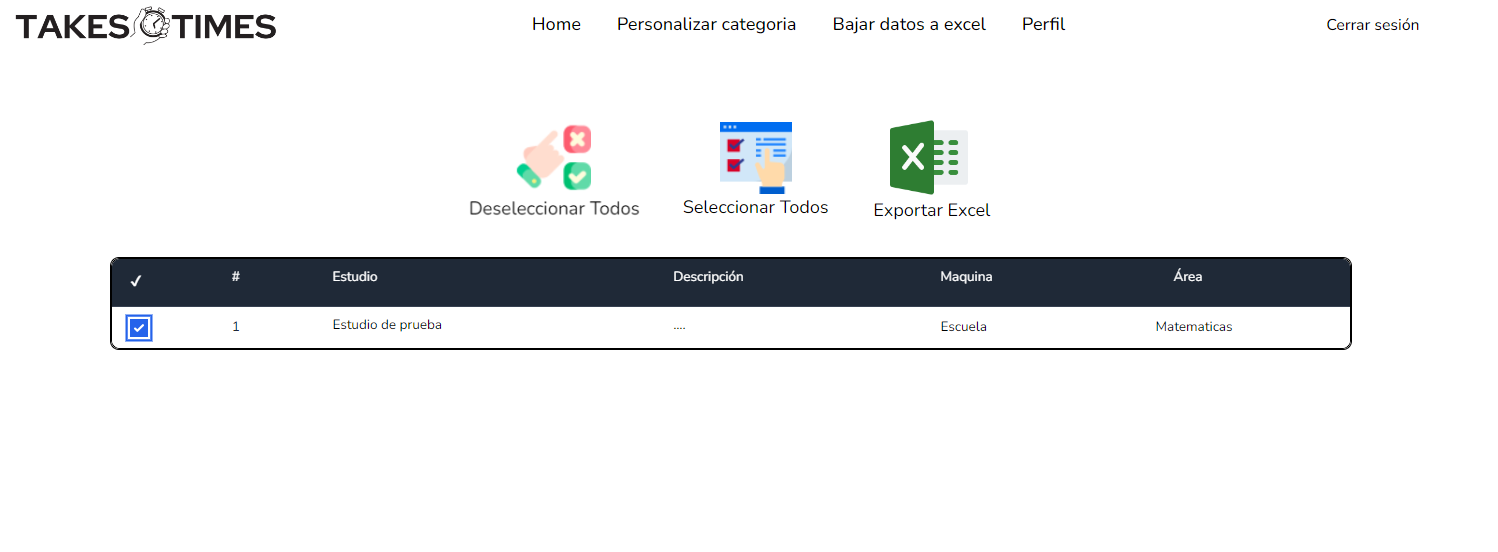 TAKES TIMES Home Personalizar categoria Bajar datos a excel Perfil Cerrar sesión
Deseleccionar Todos Seleccionar Todos Exportar Excel
✓ # Estudio Descripción Maquina Área
1 Estudio de prueba .... Escuela Matematicas